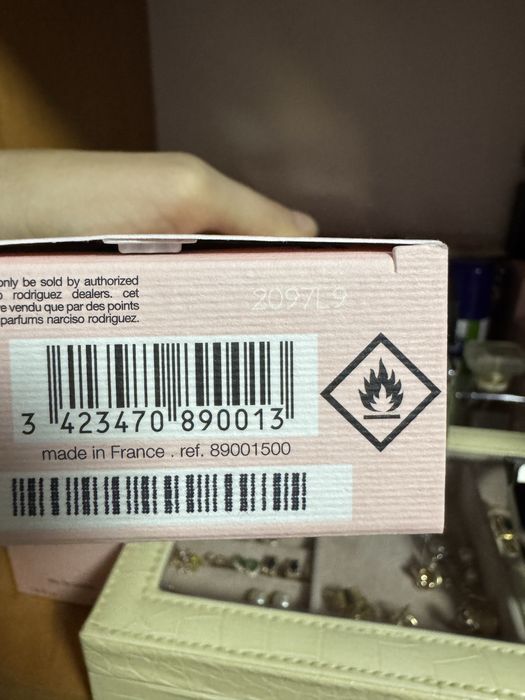 only be sold by authorized
rodriguez dealers. cet
vendu que par des points
parfums narciso rodriguez.
2097L9
3 423470 890013
made in France . ref. 89001500